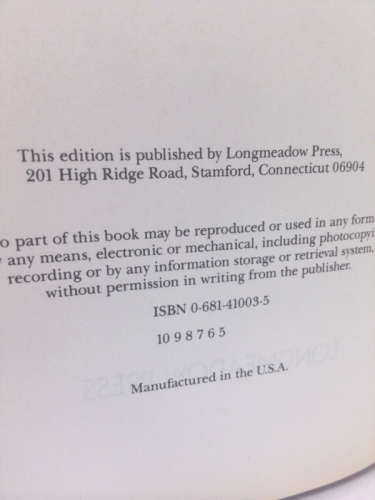 This edition is published by Longmeadow Press,
201 High Ridge Road, Stamford, Connecticut 06904
o part of this book may be reproduced or used in any form
any means, electronic or mechanical, including photocopyi
recording or by any information storage or retrieval system,
without permission in writing from the publisher.
ISBN 0-681-41003-5
10 9 8 7 6 5
Manufactured in the U.S.A.
LONGMEADOW PRESS